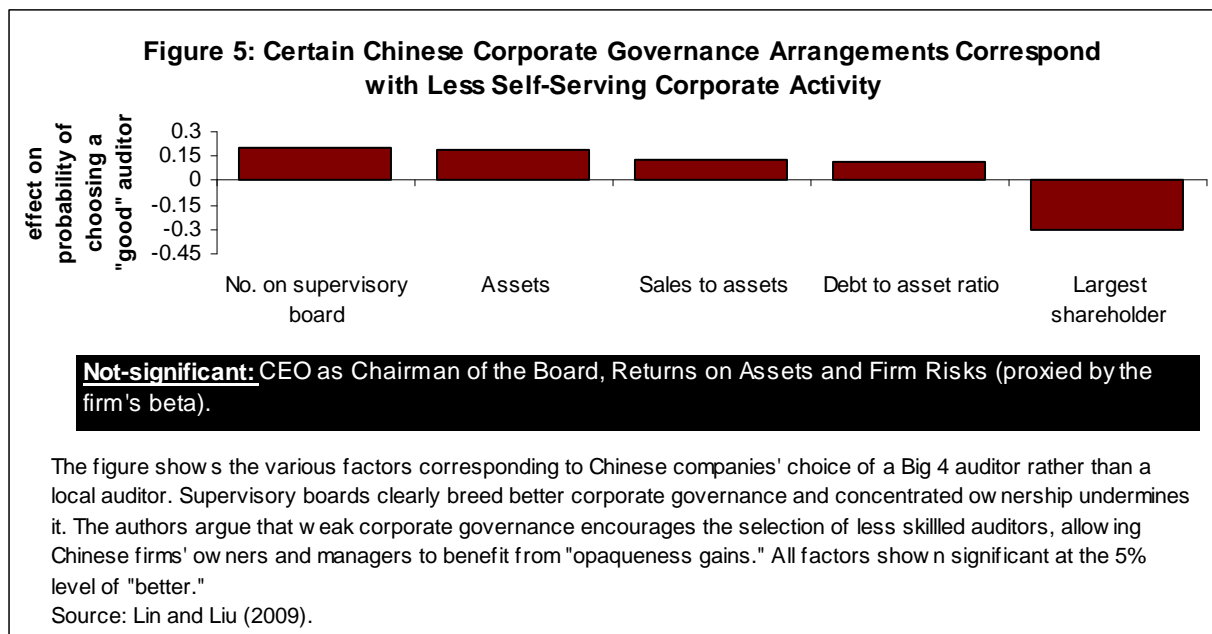 Figure 5: Certain Chinese Corporate Governance Arrangements Correspond
with Less Self-Serving Corporate Activity
effect on
probability of
choosing a
"good" auditor
0.3
0.15
0
-0.15
-0.3
-0.45
No. on supervisory
board
Assets
Sales to assets
Debt to asset ratio
Largest
shareholder
Not-significant: CEO as Chairman of the Board, Returns on Assets and Firm Risks (proxied by the
firm's beta).
The figure shows the various factors corresponding to Chinese companies' choice of a Big 4 auditor rather than a
local auditor. Supervisory boards clearly breed better corporate governance and concentrated ownership undermines
it. The authors argue that weak corporate governance encourages the selection of less skillled auditors, allowing
Chinese firms' owners and managers to benefit from "opaqueness gains." All factors shown significant at the 5%
level of "better."
Source: Lin and Liu (2009).